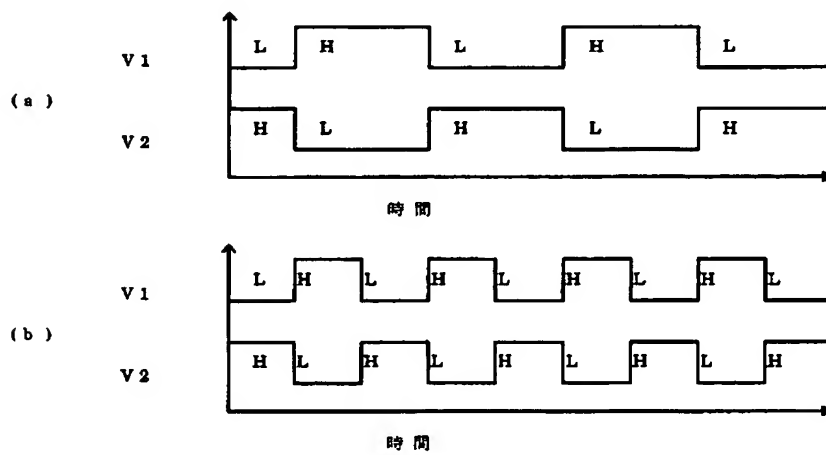 L H L H L
V1
(a)
H L H L H
V2
時間
L H L H L H L H L
V1
(b)
H L H L H L H L H
V2
時間